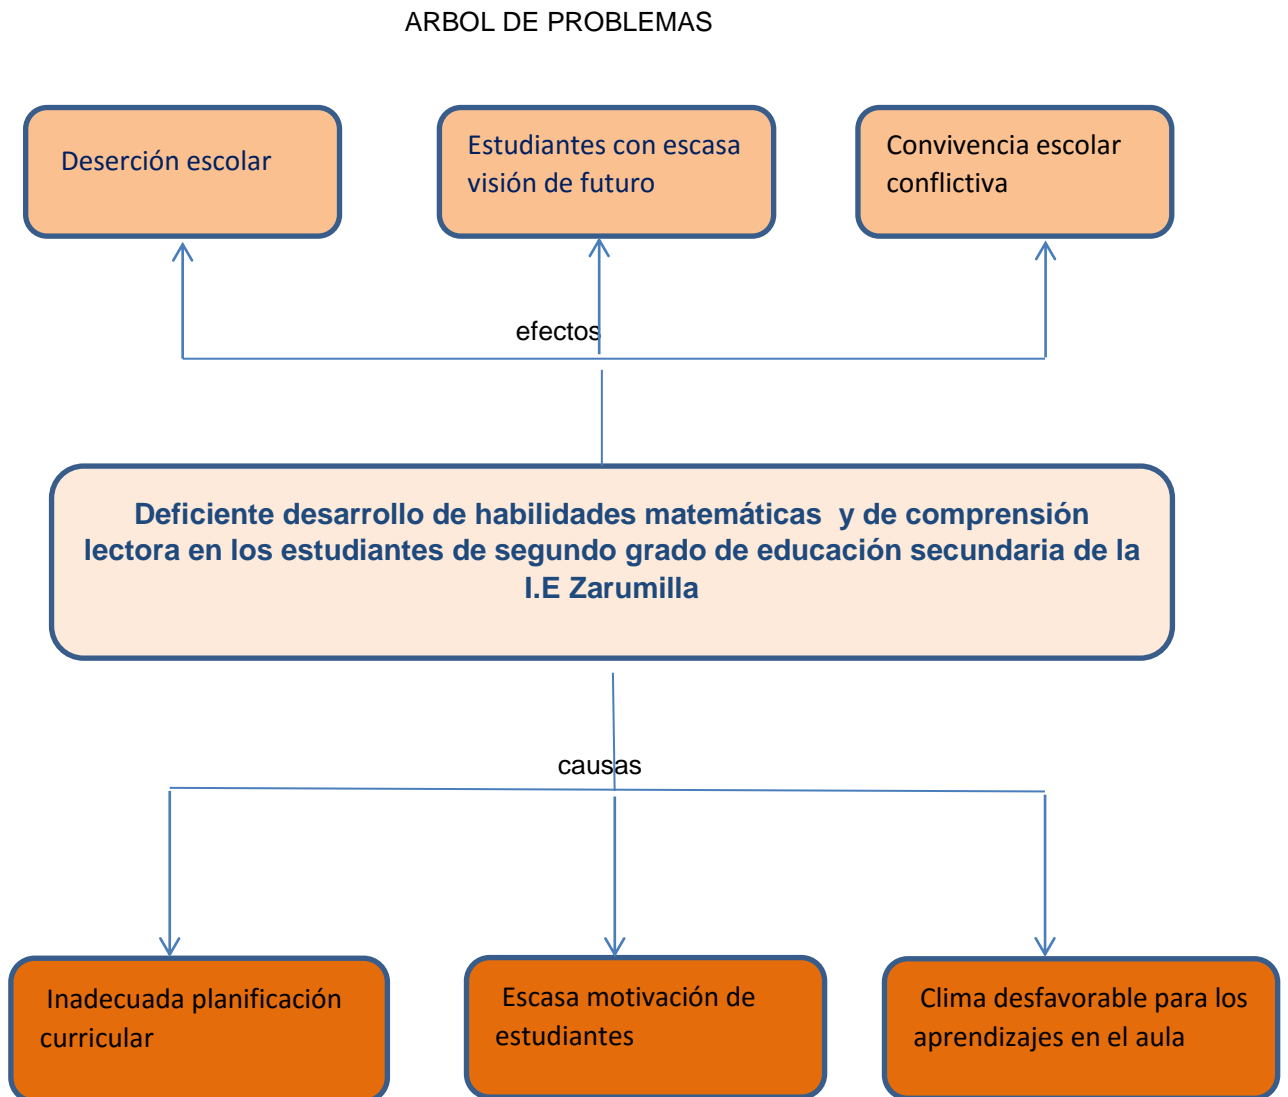 ARBOL DE PROBLEMAS
Deserción escolar
Estudiantes con escasa
visión de futuro
Convivencia escolar
conflictiva
efectos
Deficiente desarrollo de habilidades matemáticas  y de comprensión
lectora en los estudiantes de segundo grado de educación secundaria de la
I.E Zarumilla
causas
Inadecuada planificación
curricular
Escasa motivación de
estudiantes
Clima desfavorable para los
aprendizajes en el aula